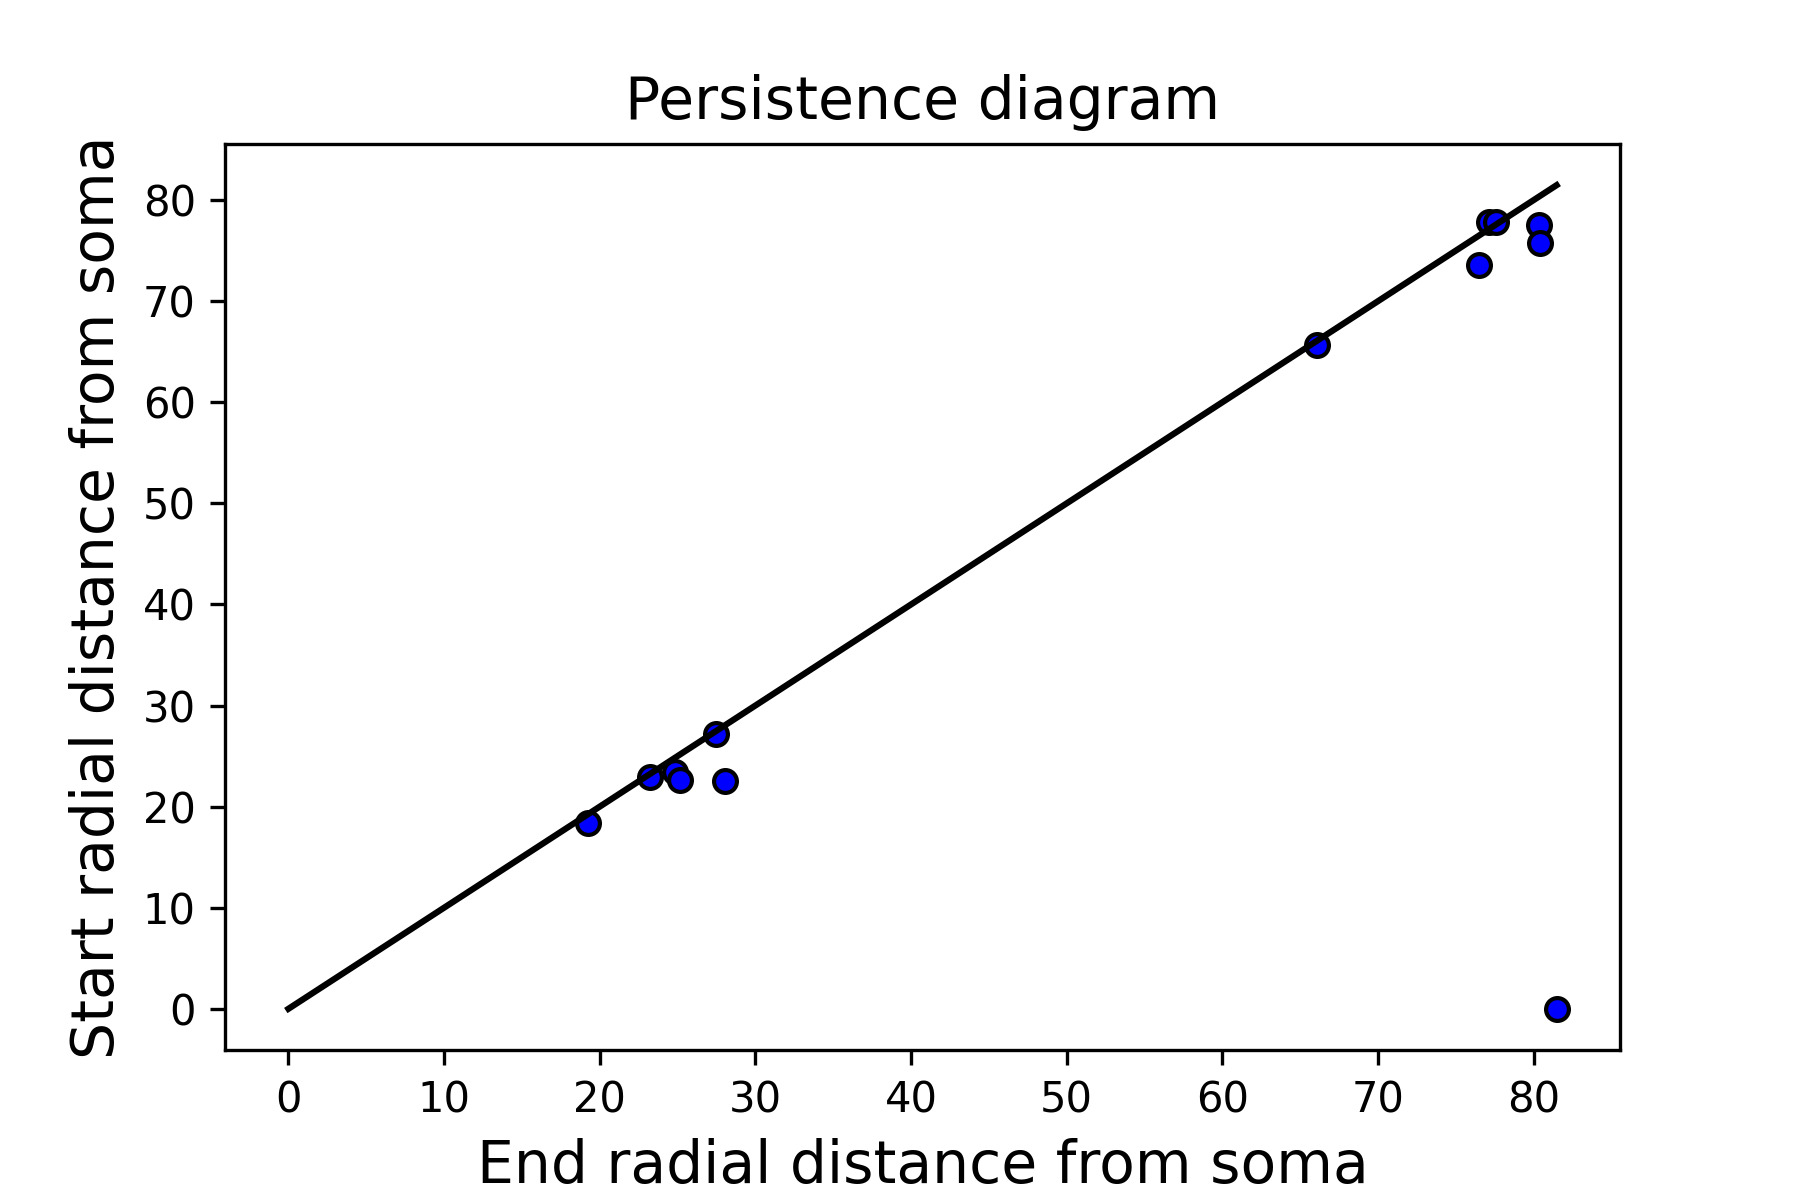 Persistence diagram
Start radial distance from soma
80
70
60
50
40
30
20
10
0
0 10 20 30 40 50 60 70 80
End radial distance from soma